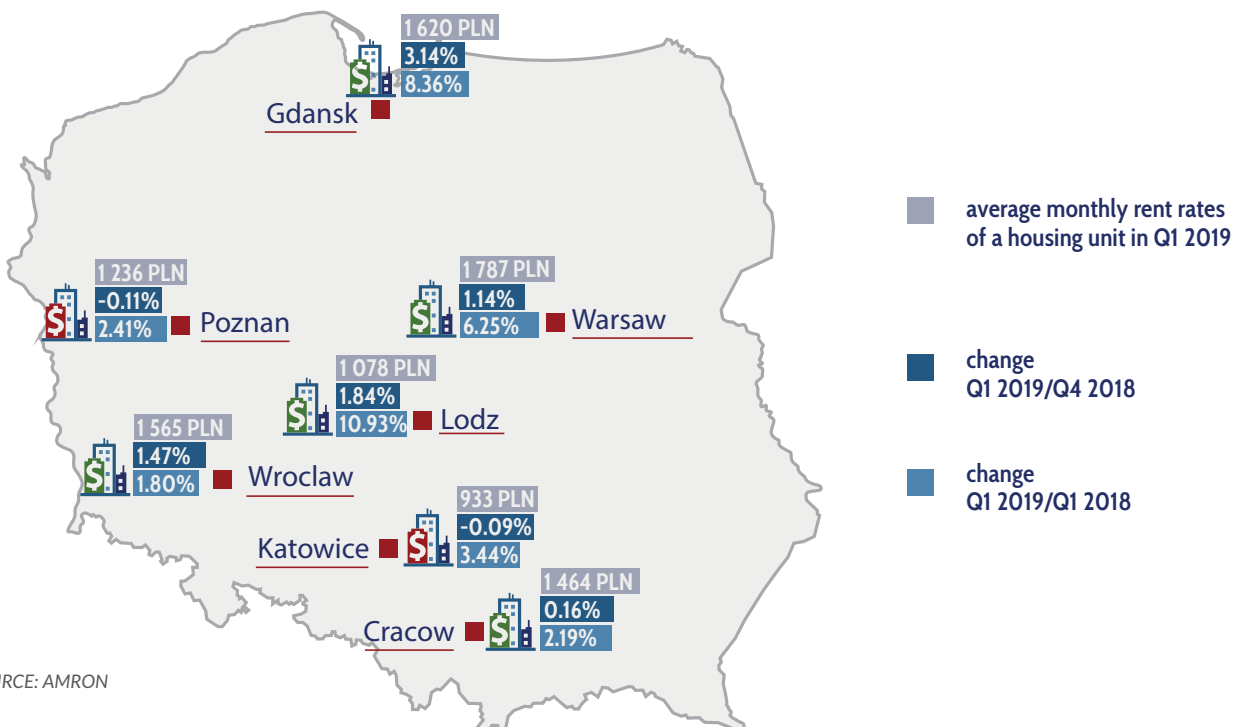 1 620 PLN
3.14%
8.36%
Gdansk
1 236 PLN
-0.11%
2.41%
Poznan
1 787 PLN
1.14%
6.25%
Warsaw
1 078 PLN
1.84%
10.93%
Lodz
1 565 PLN
1.47%
1.80%
Wroclaw
933 PLN
-0.09%
3.44%
Katowice
1 464 PLN
0.16%
2.19%
Cracow
average monthly rent rates
of a housing unit in Q1 2019
change
Q1 2019/Q4 2018
change
Q1 2019/Q1 2018
RCE: AMRON